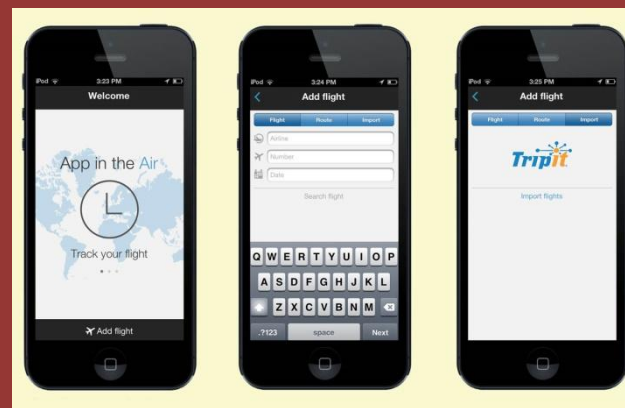 iPod 3:23 PM
Welcome
App in the Air
Track your flight
Add flight
iPod 3:24 PM
Add flight
Flight Route Import
Airline
Number
Date
Search flight
Q W E R T Y U I O P
A S D F G H J K L
Z X C V B N M
.?123 space Next
iPod 3:25 PM
Add flight
Flight Route Import
TripIt
Import flights